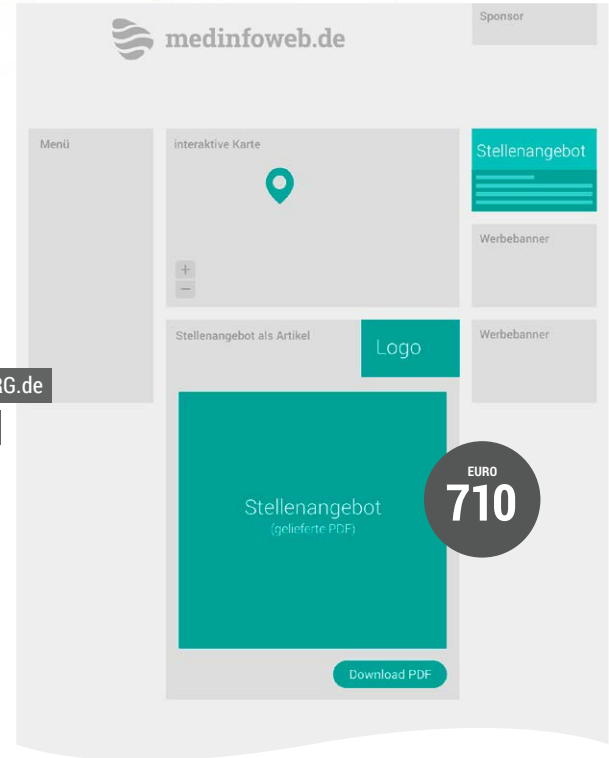 medinfoweb.de
Sponsor
Menü
interaktive Karte
Stellenangebot
Werbebanner
+
−
Stellenangebot als Artikel
Logo
Werbebanner
RG.de
EURO
710
Stellenangebot
(gelieferte PDF)
Download PDF